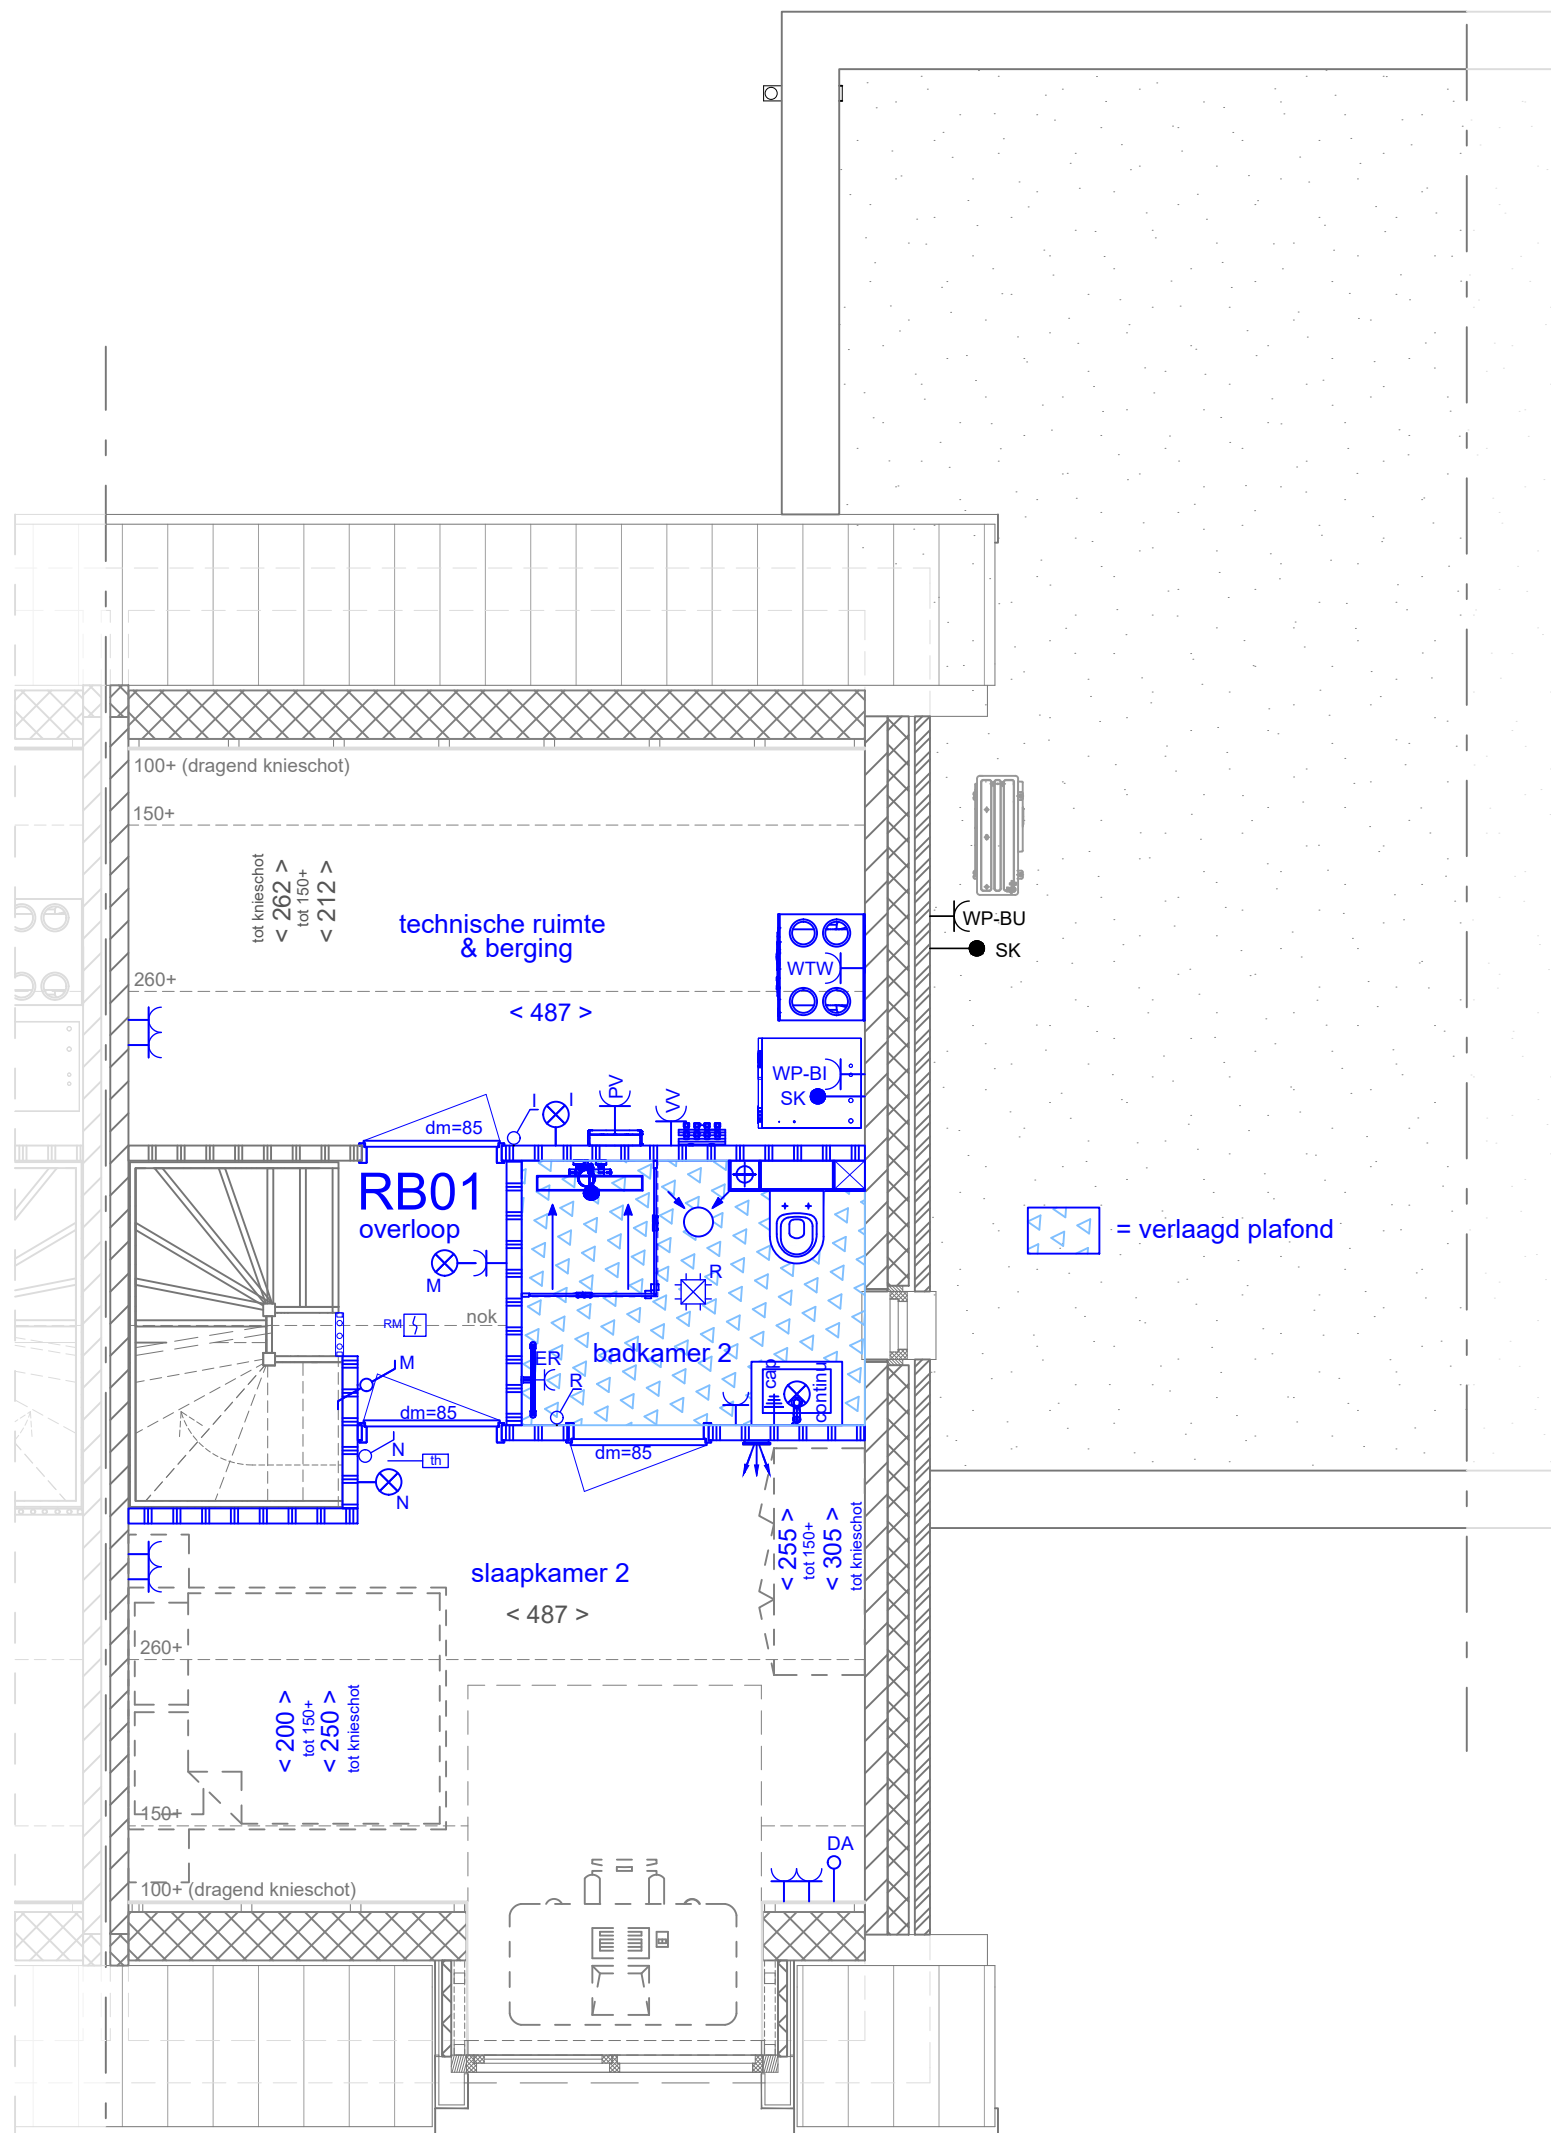 100+ (dragend knieschot)
150+
tot knieschot
< 262 >
tot 150+
< 212 >
technische ruimte
& berging
WP-BU
SK
WTW
260+
< 487 >
WP-BI
SK
PV
VV
I
I
dm=85
RB01
overloop
= verlaagd plafond
M
R
nok
RM
badkamer 2
ER
M
R
cap
continu
dm=85
N
th
dm=85
N
< 255 >
tot 150+
< 305 >
tot knieschot
slaapkamer 2
< 487 >
260+
< 200 >
tot 150+
< 250 >
tot knieschot
150+
DA
100+ (dragend knieschot)